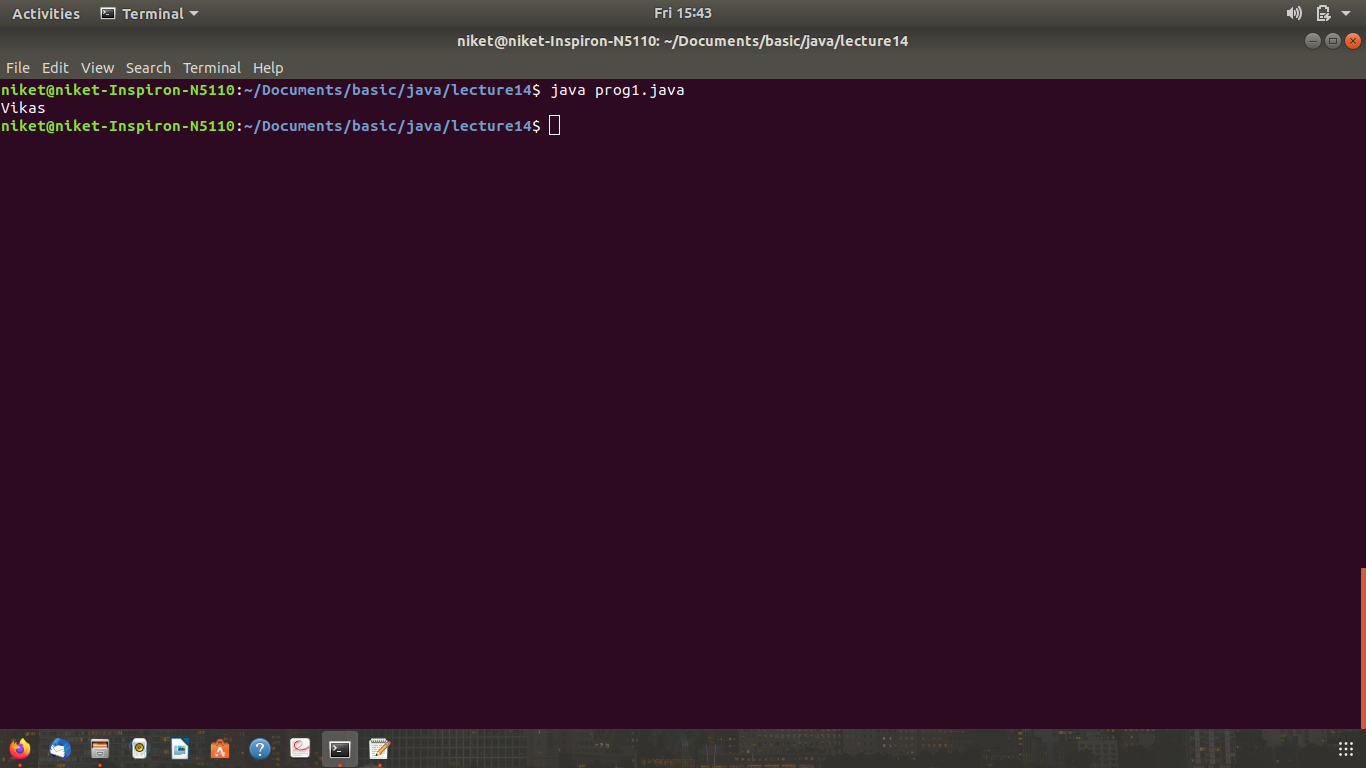 Activities Terminal Fri 15:43
niket@niket-Inspiron-N5110: ~/Documents/basic/java/lecture14
File Edit View Search Terminal Help
niket@niket-Inspiron-N5110:~/Documents/basic/java/lecture14$ java prog1.java
Vikas
niket@niket-Inspiron-N5110:~/Documents/basic/java/lecture14$